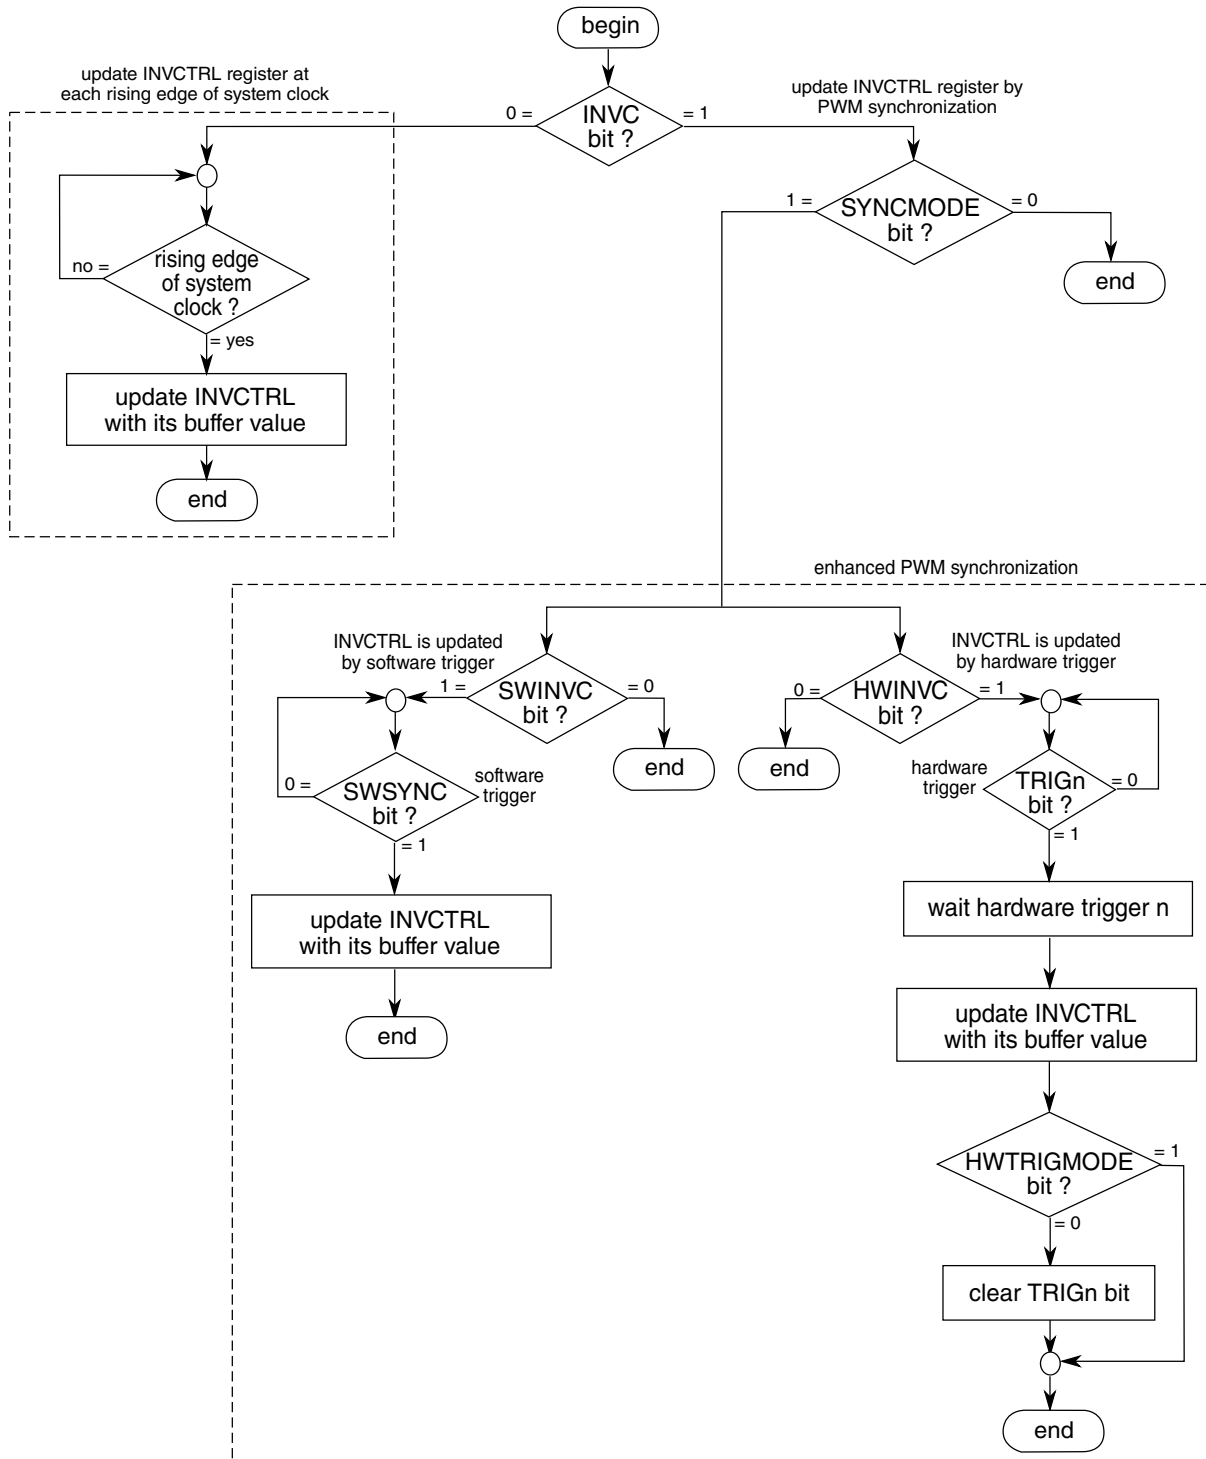 begin
update INVCTRL register at
each rising edge of system clock
update INVCTRL register by
PWM synchronization
0 =
INVC
bit ?
= 1
1 =
SYNCMODE
bit ?
= 0
end
no =
rising edge
of system
clock ?
= yes
update INVCTRL
with its buffer value
end
enhanced PWM synchronization
INVCTRL is updated
by software trigger
1 =
SWINVC
bit ?
= 0
end
0 =
SWSYNC
bit ?
software
trigger
= 1
update INVCTRL
with its buffer value
end
INVCTRL is updated
by hardware trigger
0 =
HWINVC
bit ?
= 1
end
hardware
trigger
TRIGn
bit ?
= 0
= 1
wait hardware trigger n
update INVCTRL
with its buffer value
HWTRIGMODE
bit ?
= 1
= 0
clear TRIGn bit
end